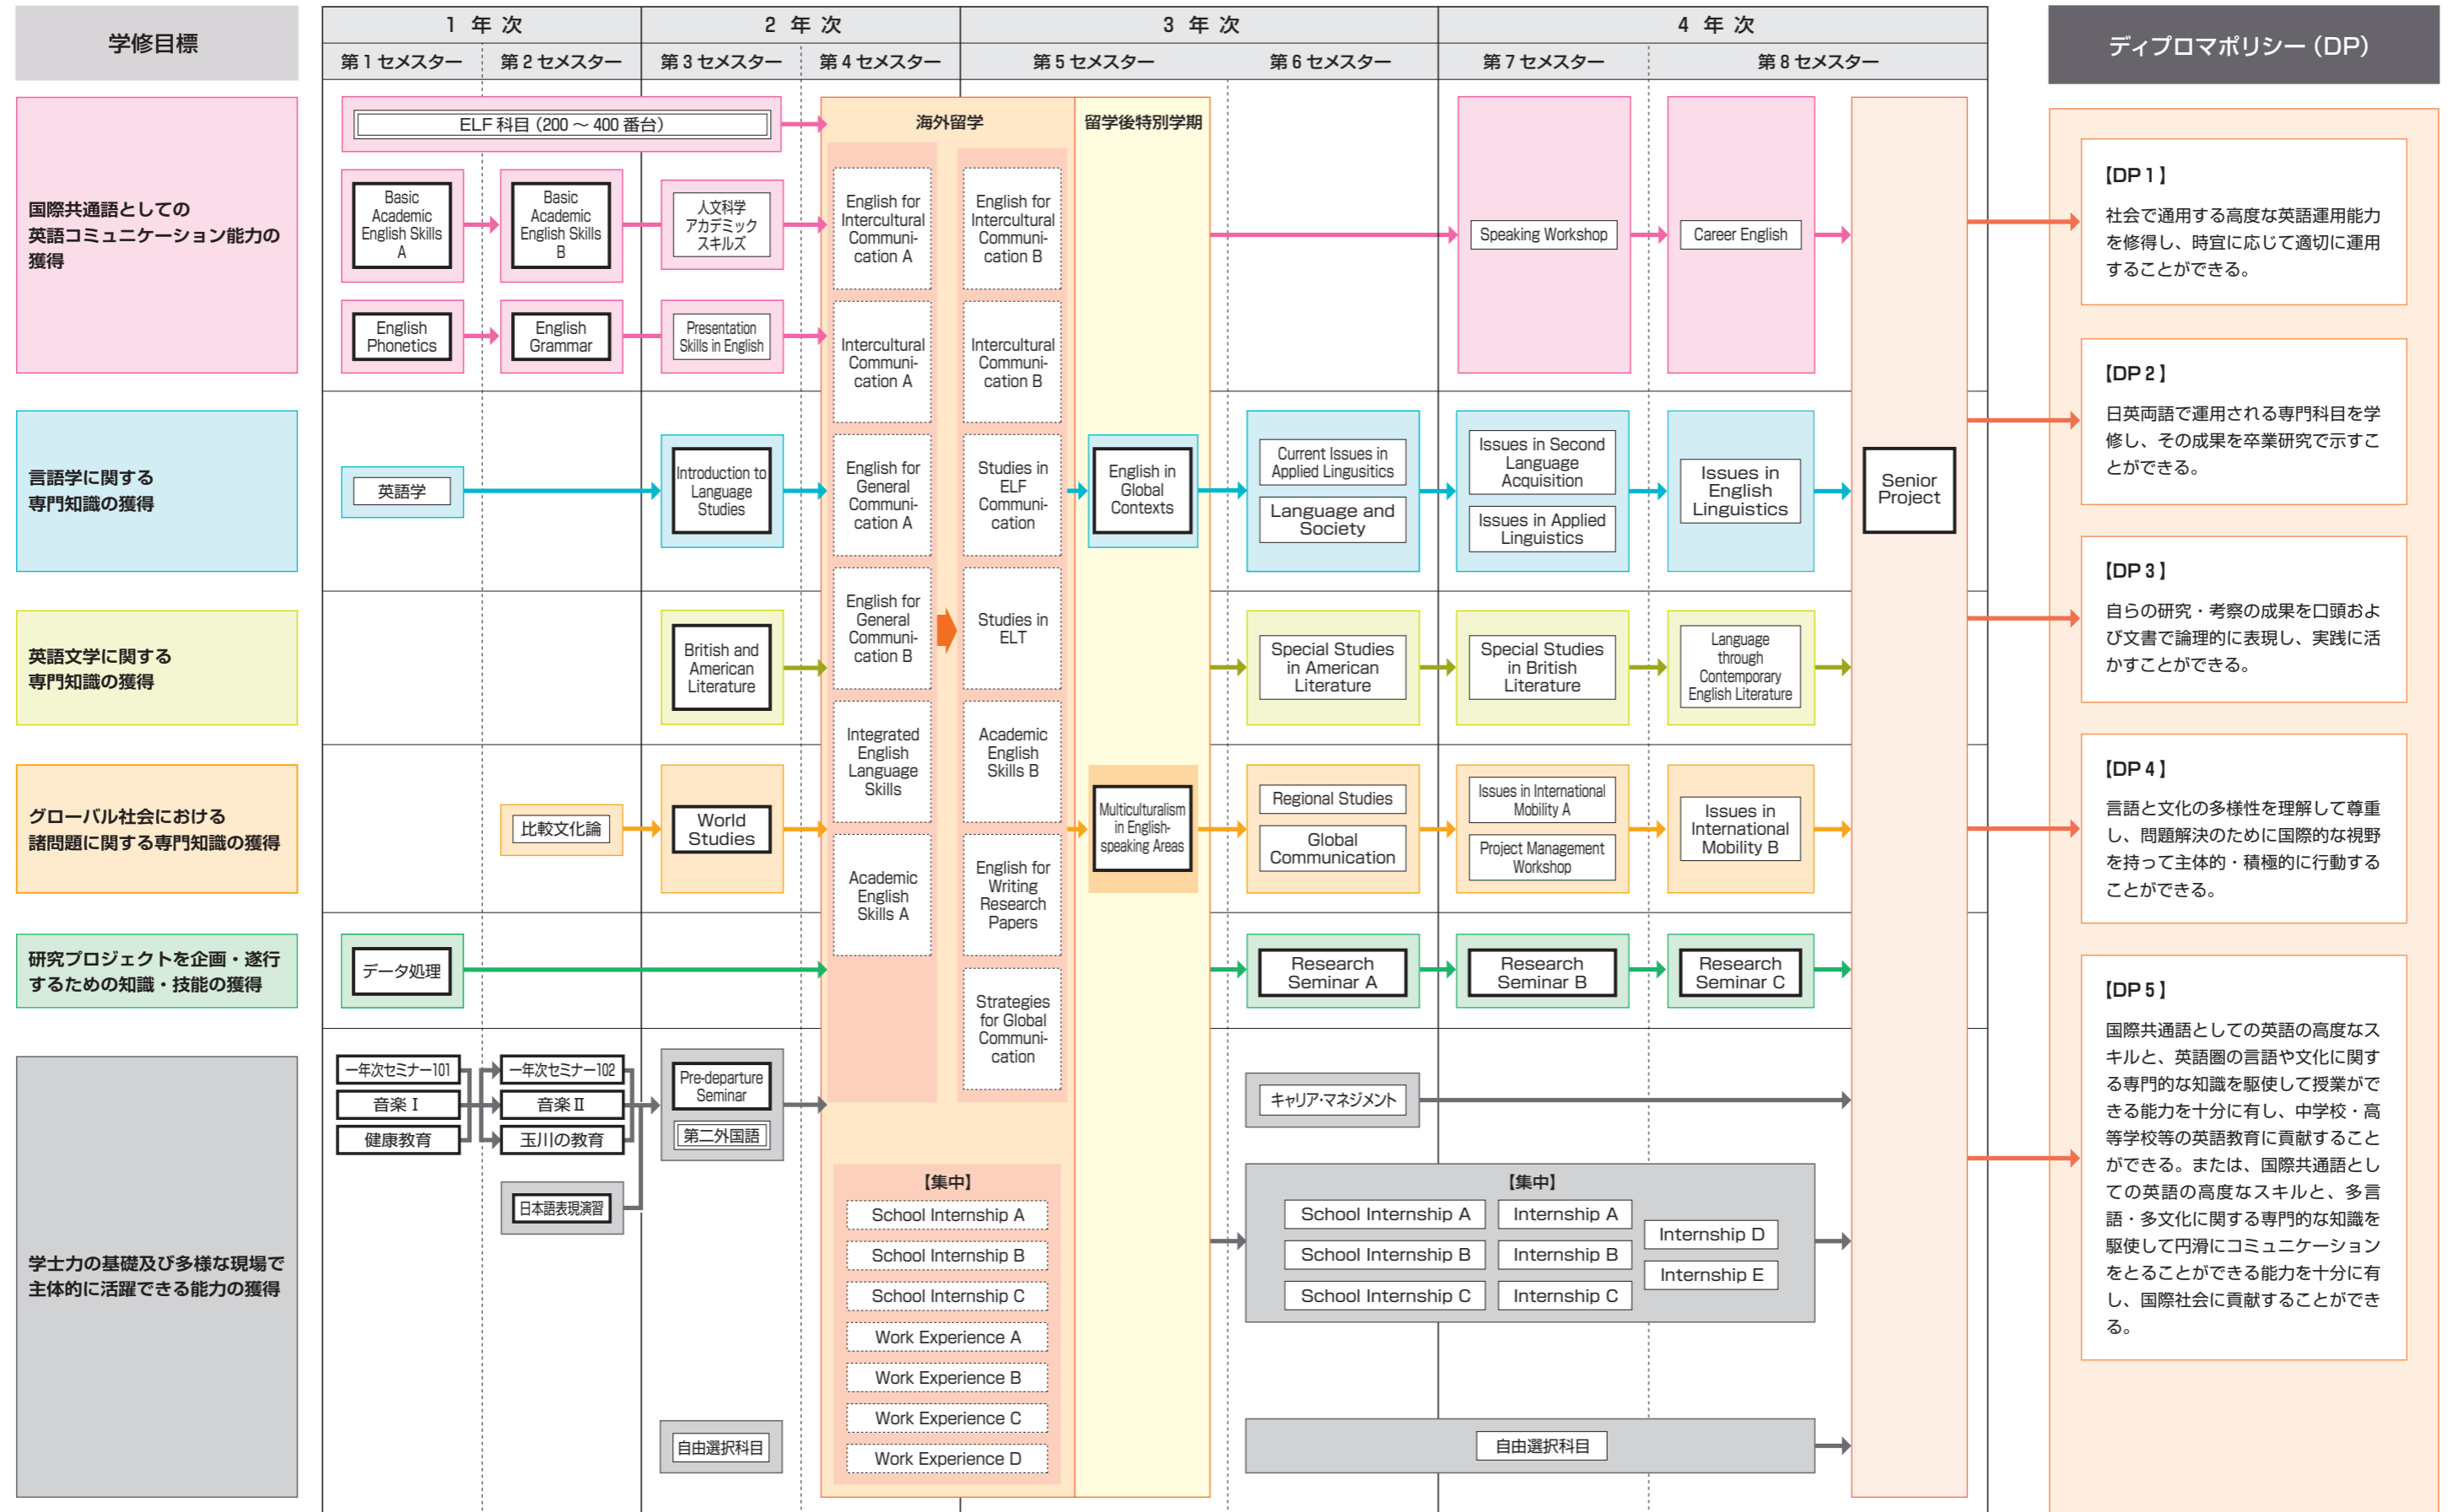 学修目標
1 年 次
2 年 次
3 年 次
4 年 次
第 1 セメスター
第 2 セメスター
第 3 セメスター
第 4 セメスター
第 5 セメスター
第 6 セメスター
第 7 セメスター
第 8 セメスター
ディプロマポリシー（DP）
国際共通語としての
英語コミュニケーション能力の
獲得
ELF 科目（200 〜 400 番台）
Basic
Academic
English Skills
A
Basic
Academic
English Skills
B
人文科学
アカデミック
スキルズ
English
Phonetics
English
Grammar
Presentation
Skills in English
海外留学
English for
Intercultural
Communi-
cation A
Intercultural
Communi-
cation A
English for
General
Communi-
cation A
English for
General
Communi-
cation B
Integrated
English
Language
Skills
Academic
English
Skills A
English for
Intercultural
Communi-
cation B
Intercultural
Communi-
cation B
Studies in
ELF
Communi-
cation
Studies in
ELT
Academic
English
Skills B
English for
Writing
Research
Papers
Strategies
for Global
Communi-
cation
【集中】
School Internship A
School Internship B
School Internship C
Work Experience A
Work Experience B
Work Experience C
Work Experience D
留学後特別学期
Speaking Workshop
Career English
言語学に関する
専門知識の獲得
英語学
Introduction to
Language
Studies
English in
Global
Contexts
Current Issues in
Applied Lingusitics
Language and
Society
Issues in Second
Language
Acquisition
Issues in Applied
Linguistics
Issues in
English
Linguistics
Senior
Project
英語文学に関する
専門知識の獲得
British and
American
Literature
Special Studies
in American
Literature
Special Studies
in British
Literature
Language
through
Contemporary
English Literature
グローバル社会における
諸問題に関する専門知識の獲得
比較文化論
World
Studies
Multiculturalism
in English-
speaking Areas
Regional Studies
Global
Communication
Issues in International
Mobility A
Project Management
Workshop
Issues in
International
Mobility B
研究プロジェクトを企画・遂行
するための知識・技能の獲得
データ処理
Research
Seminar A
Research
Seminar B
Research
Seminar C
学士力の基礎及び多様な現場で
主体的に活躍できる能力の獲得
一年次セミナー101
音楽 Ⅰ
健康教育
一年次セミナー102
音楽 Ⅱ
玉川の教育
日本語表現演習
Pre-departure
Seminar
第二外国語
自由選択科目
キャリア・マネジメント
【集中】
School Internship A
School Internship B
School Internship C
Internship A
Internship B
Internship C
Internship D
Internship E
自由選択科目
【DP 1】
社会で通用する高度な英語運用能力
を修得し、時宜に応じて適切に運用
することができる。
【DP 2】
日英両語で運用される専門科目を学
修し、その成果を卒業研究で示すこ
とができる。
【DP 3】
自らの研究・考察の成果を口頭およ
び文書で論理的に表現し、実践に活
かすことができる。
【DP 4】
言語と文化の多様性を理解して尊重
し、問題解決のために国際的な視野
を持って主体的・積極的に行動する
ことができる。
【DP 5】
国際共通語としての英語の高度なス
キルと、英語圏の言語や文化に関す
る専門的な知識を駆使して授業がで
きる能力を十分に有し、中学校・高
等学校等の英語教育に貢献すること
ができる。または、国際共通語とし
ての英語の高度なスキルと、多言
語・多文化に関する専門的な知識を
駆使して円滑にコミュニケーション
をとることができる能力を十分に有
し、国際社会に貢献することができ
る。